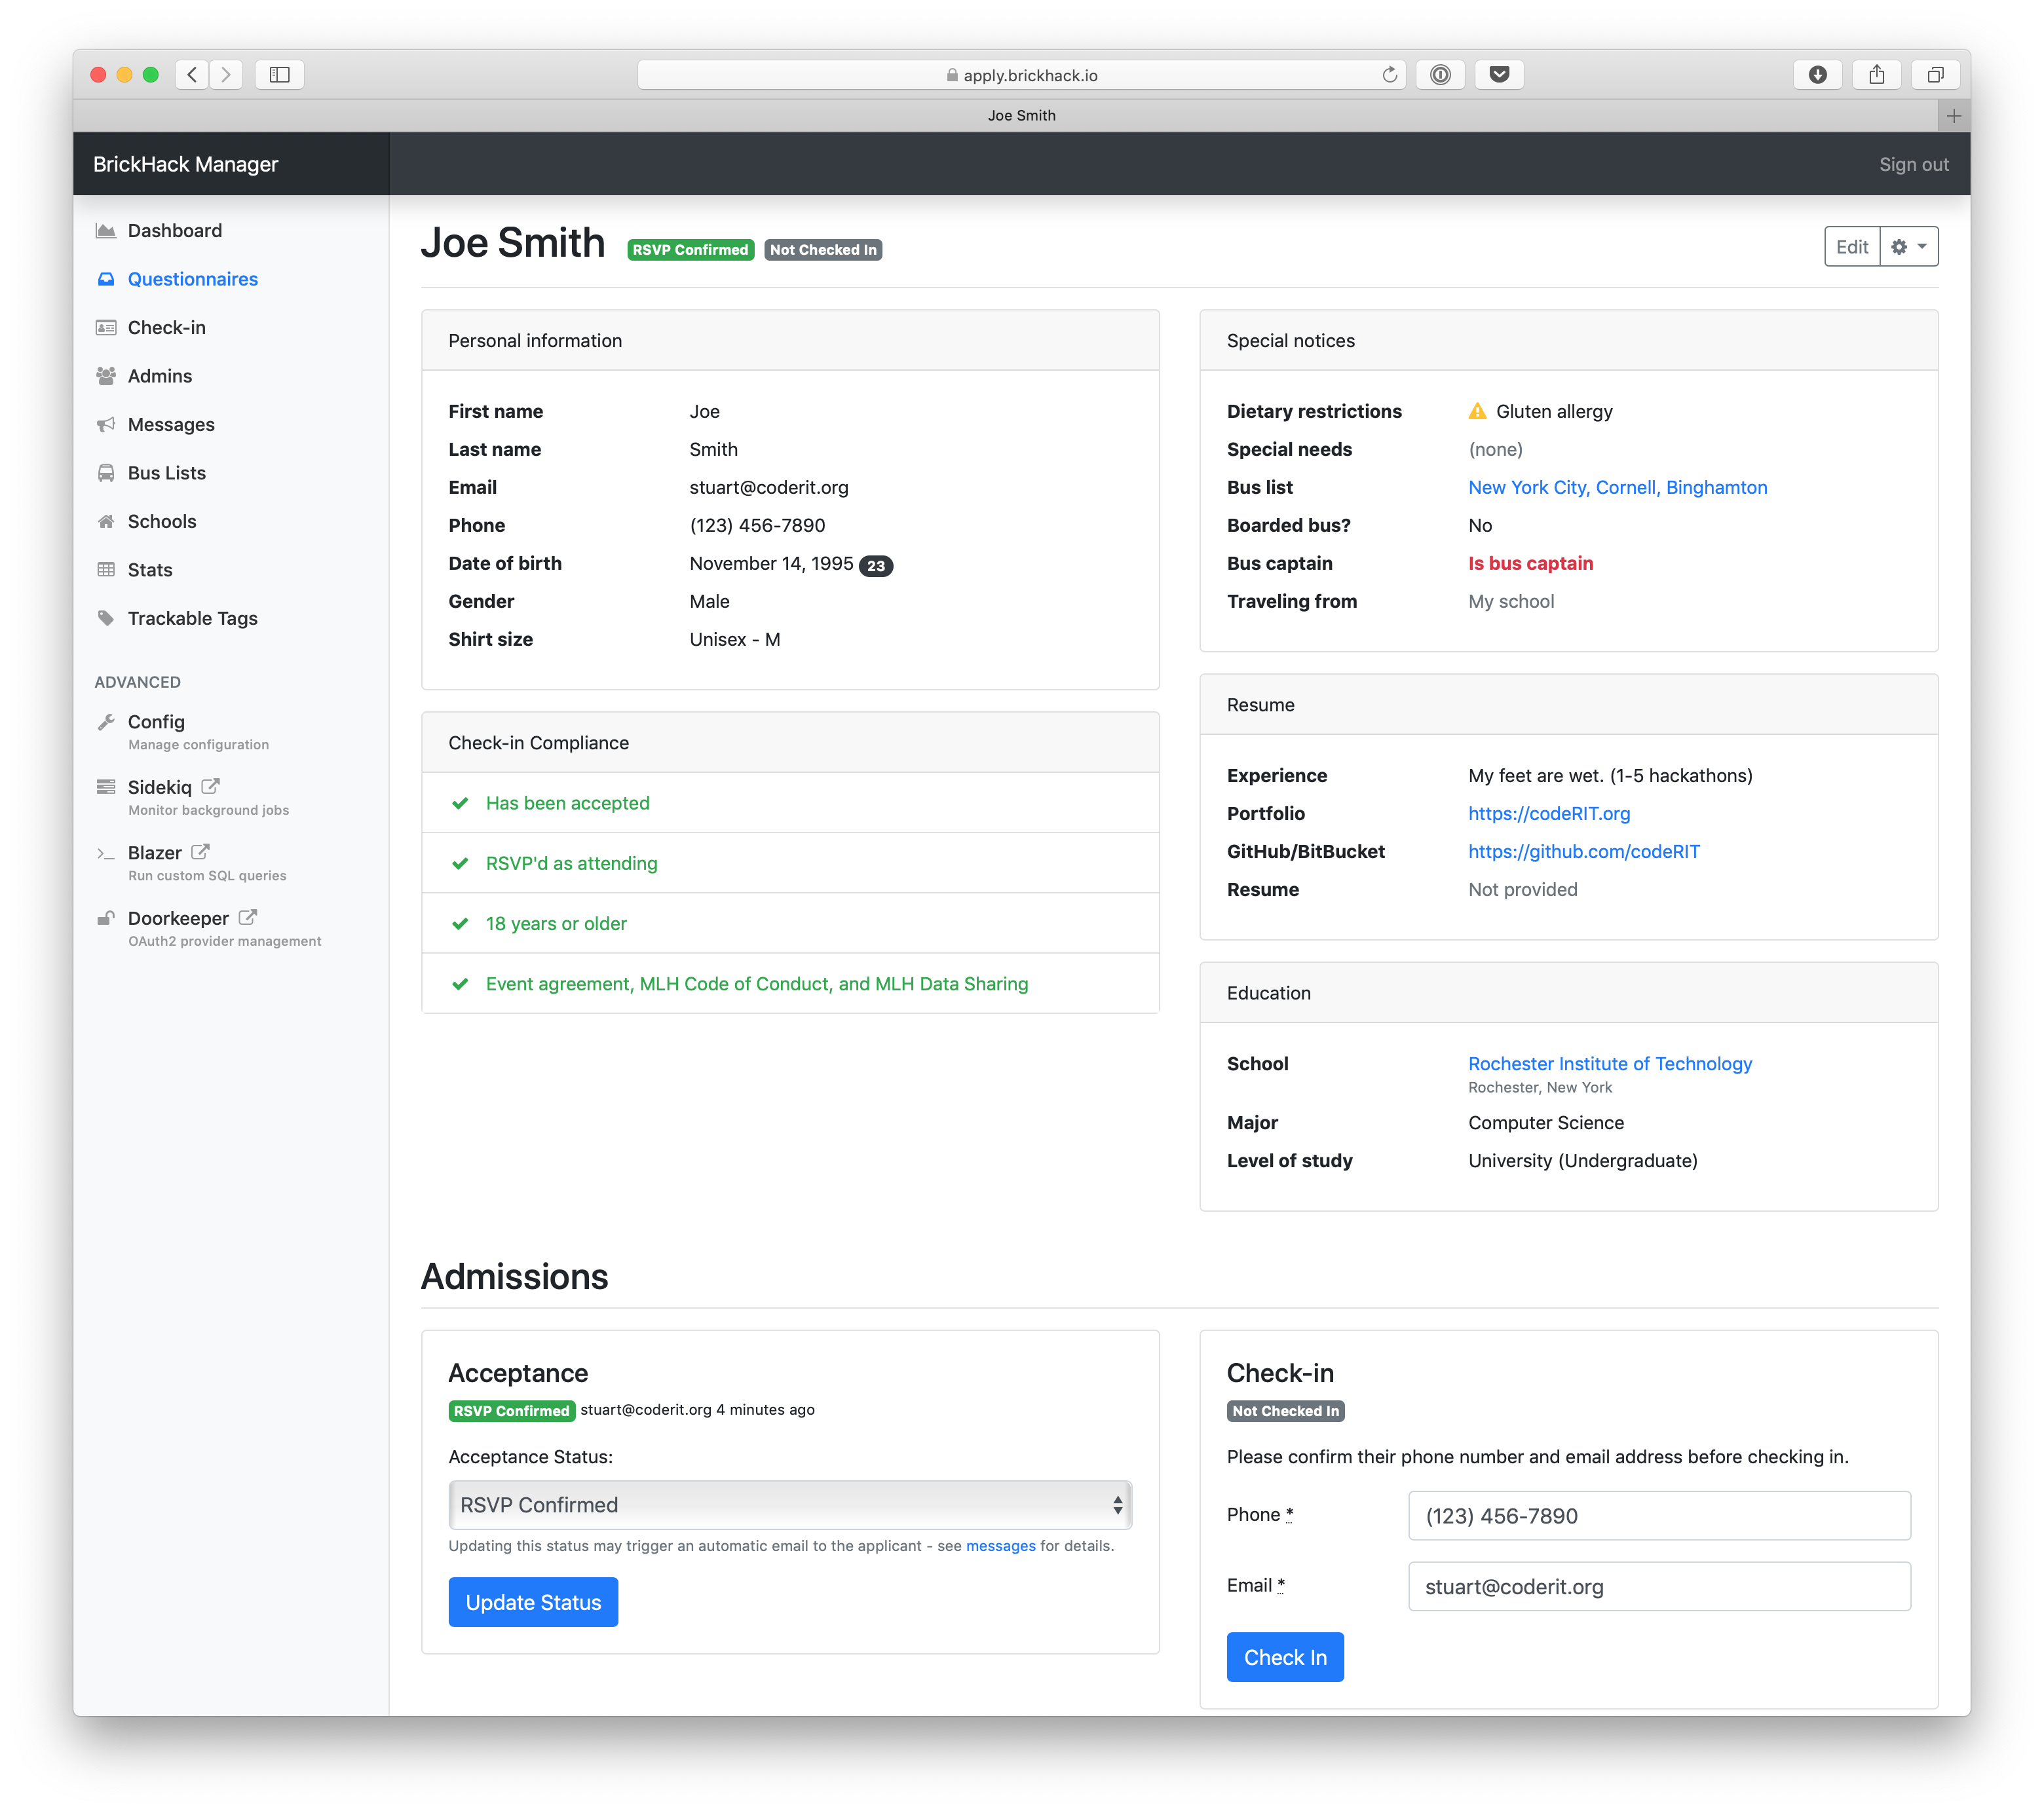 apply.brickhack.io
Joe Smith
BrickHack Manager
Sign out
Dashboard
Questionnaires
Check-in
Admins
Messages
Bus Lists
Schools
Stats
Trackable Tags
ADVANCED
Config
Manage configuration
Sidekiq
Monitor background jobs
Blazer
Run custom SQL queries
Doorkeeper
OAuth2 provider management
Joe Smith RSVP Confirmed Not Checked In
Edit
Personal information
First name Joe
Last name Smith
Email stuart@coderit.org
Phone (123) 456-7890
Date of birth November 14, 1995 23
Gender Male
Shirt size Unisex - M
Check-in Compliance
Has been accepted
RSVP'd as attending
18 years or older
Event agreement, MLH Code of Conduct, and MLH Data Sharing
Special notices
Dietary restrictions Gluten allergy
Special needs (none)
Bus list New York City, Cornell, Binghamton
Boarded bus? No
Bus captain Is bus captain
Traveling from My school
Resume
Experience My feet are wet. (1-5 hackathons)
Portfolio https://codeRIT.org
GitHub/BitBucket https://github.com/codeRIT
Resume Not provided
Education
School Rochester Institute of Technology
Rochester, New York
Major Computer Science
Level of study University (Undergraduate)
Admissions
Acceptance
RSVP Confirmed stuart@coderit.org 4 minutes ago
Acceptance Status:
RSVP Confirmed
Updating this status may trigger an automatic email to the applicant - see messages for details.
Update Status
Check-in
Not Checked In
Please confirm their phone number and email address before checking in.
Phone * (123) 456-7890
Email * stuart@coderit.org
Check In